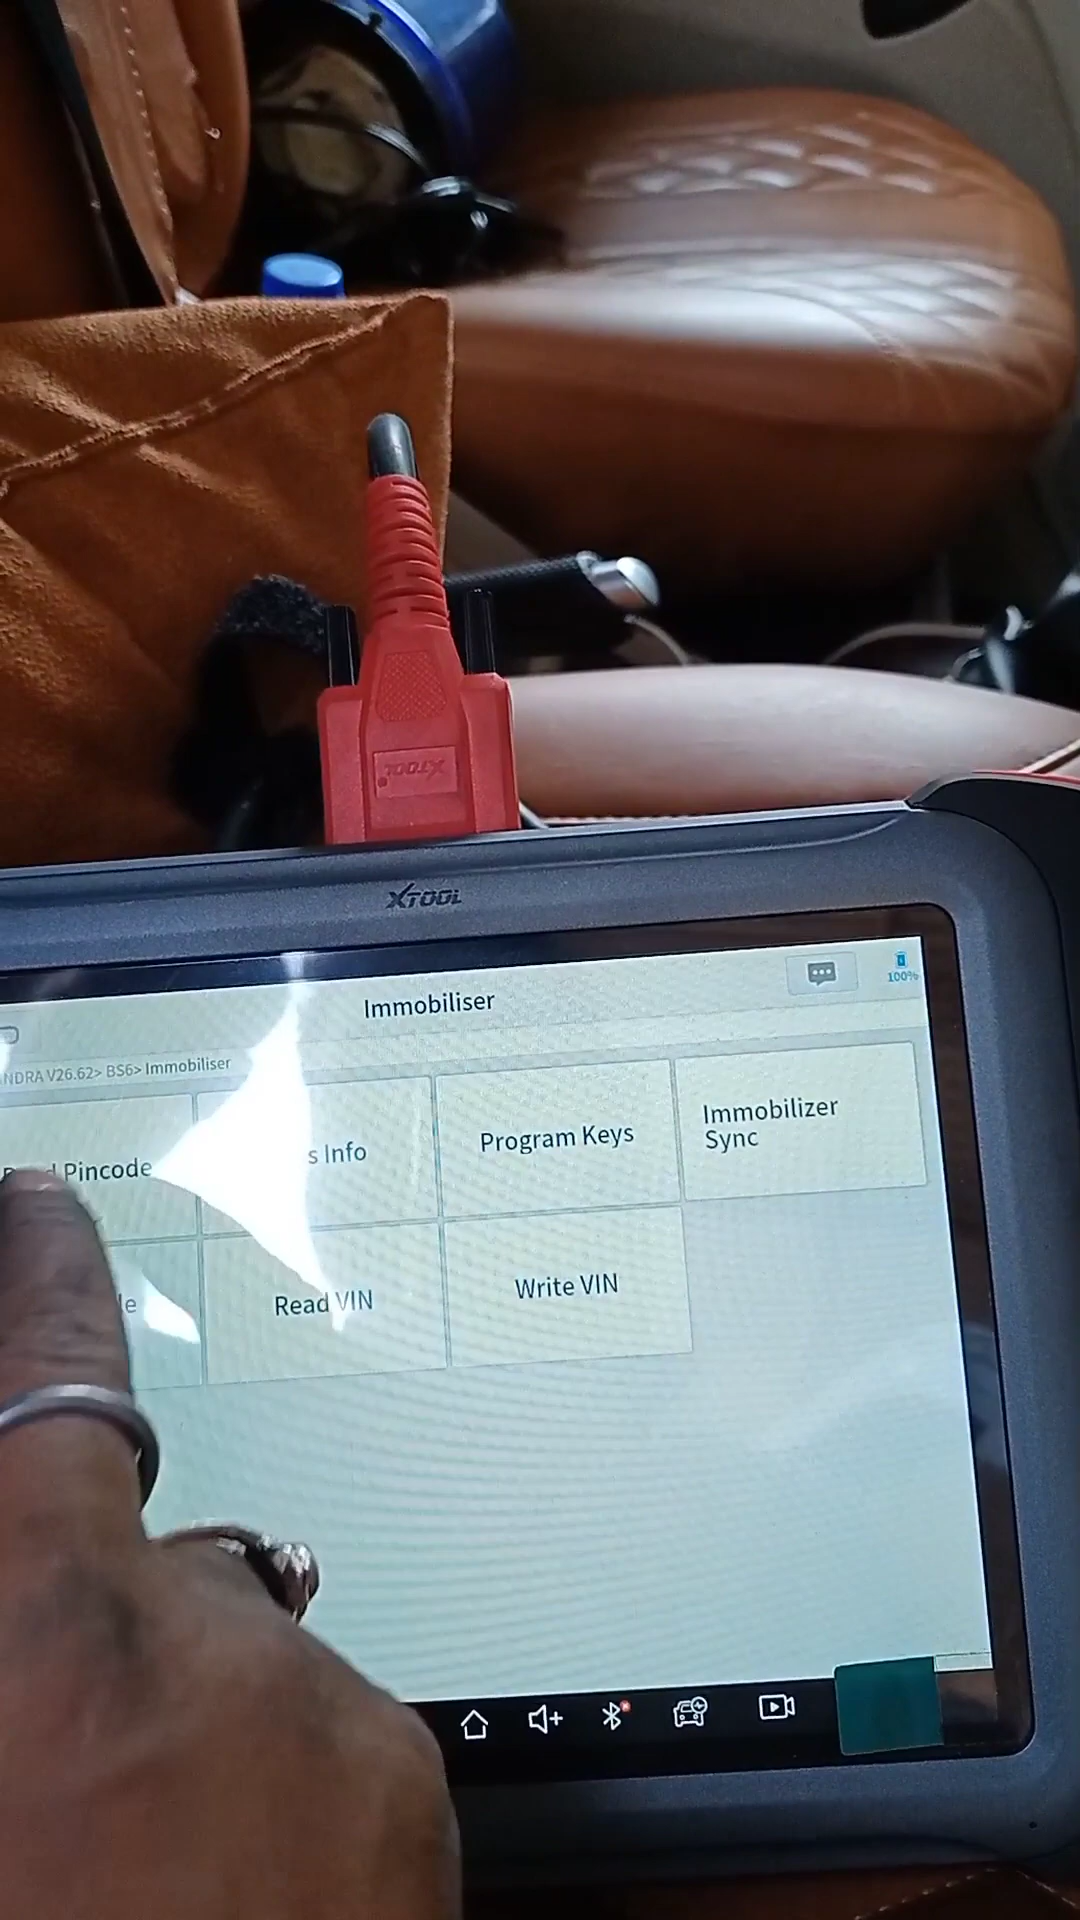 XTOOL
XTOOL
Immobiliser
100%
NDRA V26.62> BS6> Immobiliser
Pincode
s Info
Program Keys
Immobilizer
Sync
le
Read VIN
Write VIN